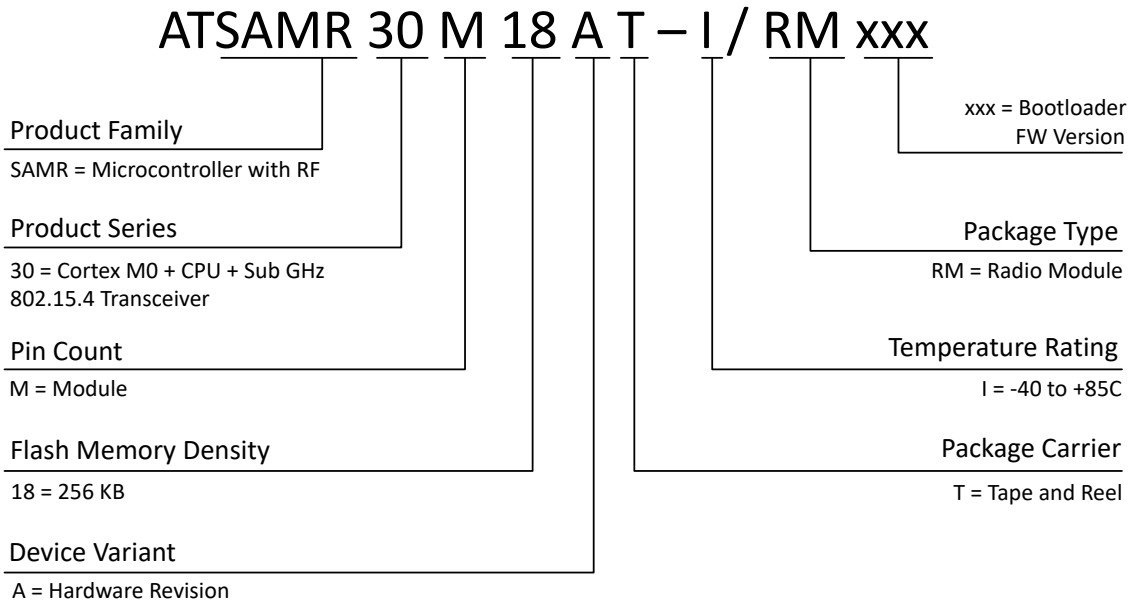 ATSAMR 30 M 18 A T – I / RM xxx
Product Family
SAMR = Microcontroller with RF
Product Series
30 = Cortex M0 + CPU + Sub GHz
802.15.4 Transceiver
Pin Count
M = Module
Flash Memory Density
18 = 256 KB
Device Variant
A = Hardware Revision
xxx = Bootloader
FW Version
Package Type
RM = Radio Module
Temperature Rating
I = -40 to +85C
Package Carrier
T = Tape and Reel